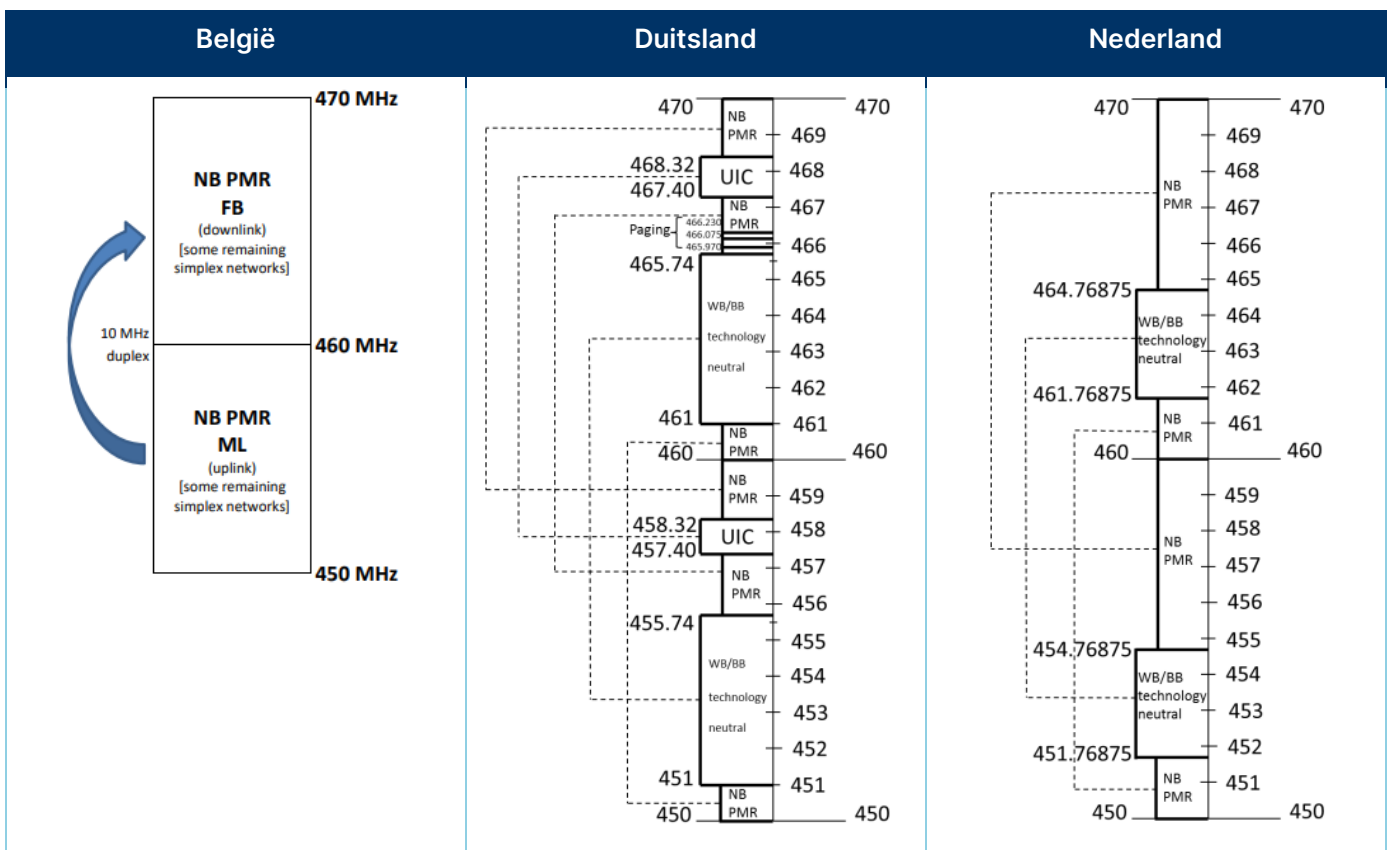 België
Duitsland
Nederland
470 MHz
NB PMR
FB
(downlink)
[some remaining
simplex networks]
10 MHz
duplex
460 MHz
NB PMR
ML
(uplink)
[some remaining
simplex networks]
450 MHz
470
470
NB
PMR
469
468.32
468
UIC
467.40
NB
PMR
467
Paging
466.230
466.075
465.970
466
465.74
465
WB/BB
technology
neutral
464
463
462
461
461
NB
PMR
460
460
NB
PMR
459
458.32
458
UIC
457.40
457
NB
PMR
456
455.74
455
WB/BB
technology
neutral
454
453
452
451
451
NB
PMR
450
450
470
470
469
468
NB
PMR
467
466
465
464.76875
464
WB/BB
technology
neutral
463
462
461.76875
NB
PMR
461
460
460
459
458
NB
PMR
457
456
455
454.76875
454
WB/BB
technology
neutral
453
452
451.76875
NB
PMR
451
450
450